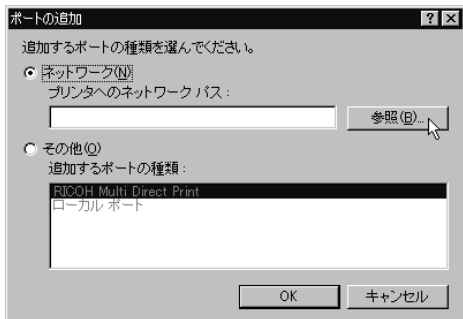 ポートの追加
追加するポートの種類を選んでください。
ネットワーク(N)
プリンタへのネットワーク パス:
参照(B)...
その他(O)
追加するポートの種類:
RICOH Multi Direct Print
ローカル ポート
OK
キャンセル